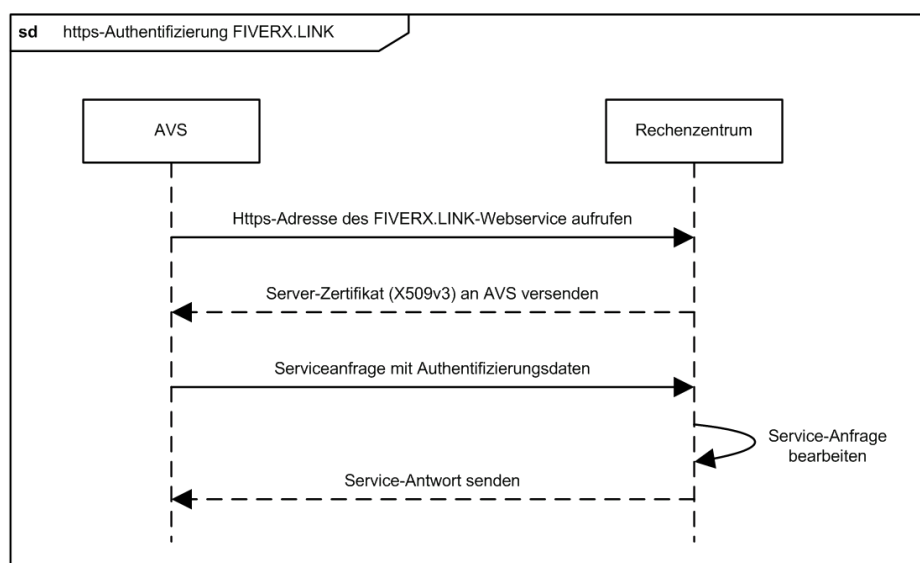 sd https-Authentifizierung FIVERX.LINK
AVS
Rechenzentrum
Https-Adresse des FIVERX.LINK-Webservice aufrufen
Server-Zertifikat (X509v3) an AVS versenden
Serviceanfrage mit Authentifizierungsdaten
Service-Anfrage
bearbeiten
Service-Antwort senden